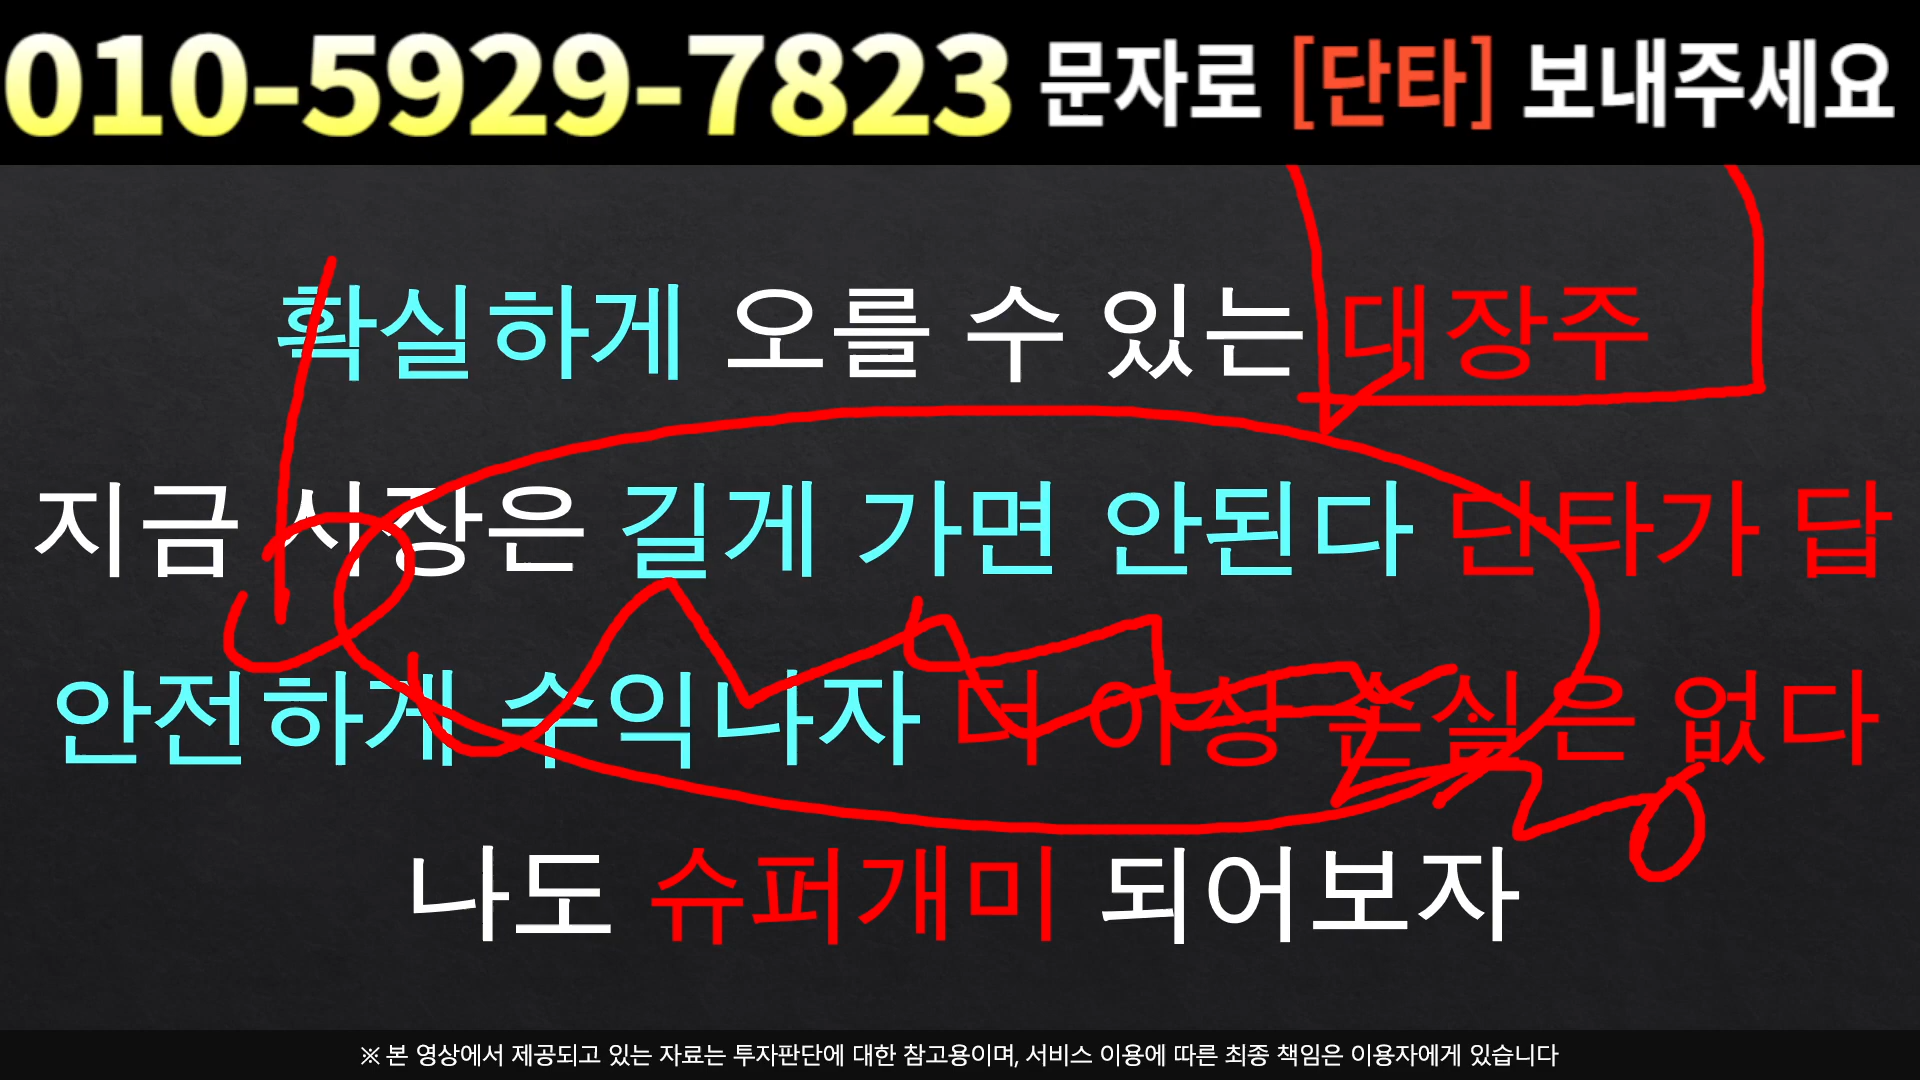 010-5929-7823 문자로 [단타] 보내주세요
확실하게 오를 수 있는 대장주
지금 시장은 길게 가면 안된다 단타가 답
안전하게 수익나자 더 이상 손실은 없다
나도 슈퍼개미 되어보자
※ 본 영상에서 제공되고 있는 자료는 투자판단에 대한 참고용이며, 서비스 이용에 따른 최종 책임은 이용자에게 있습니다